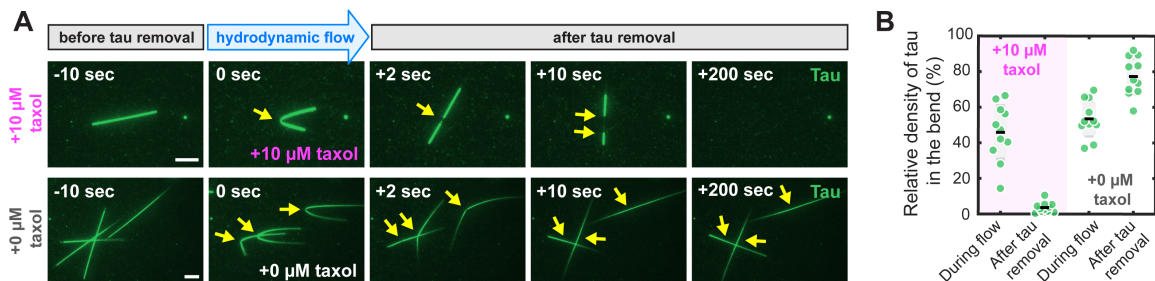 A
before tau removal
hydrodynamic flow
after tau removal
+10 µM
taxol
-10 sec
0 sec
+10 µM taxol
+2 sec
+10 sec
+200 sec
Tau
+0 µM
taxol
-10 sec
0 sec
+0 µM taxol
+2 sec
+10 sec
+200 sec
Tau
B
Relative density of tau
in the bend (%)
100
80
60
40
20
0
+10 µM
taxol
+0 µM
taxol
During flow
After tau
removal
During flow
After tau
removal